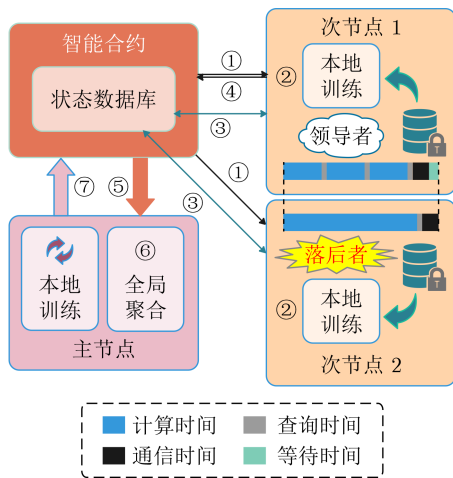 智能合约
状态数据库
①
④
③
①
③
⑦
⑤
次节点 1
②
本地
训练
领导者
T
落后者
T
②
本地
训练
次节点 2
本地
训练
⑥
全局
聚合
主节点
计算时间
查询时间
通信时间
等待时间